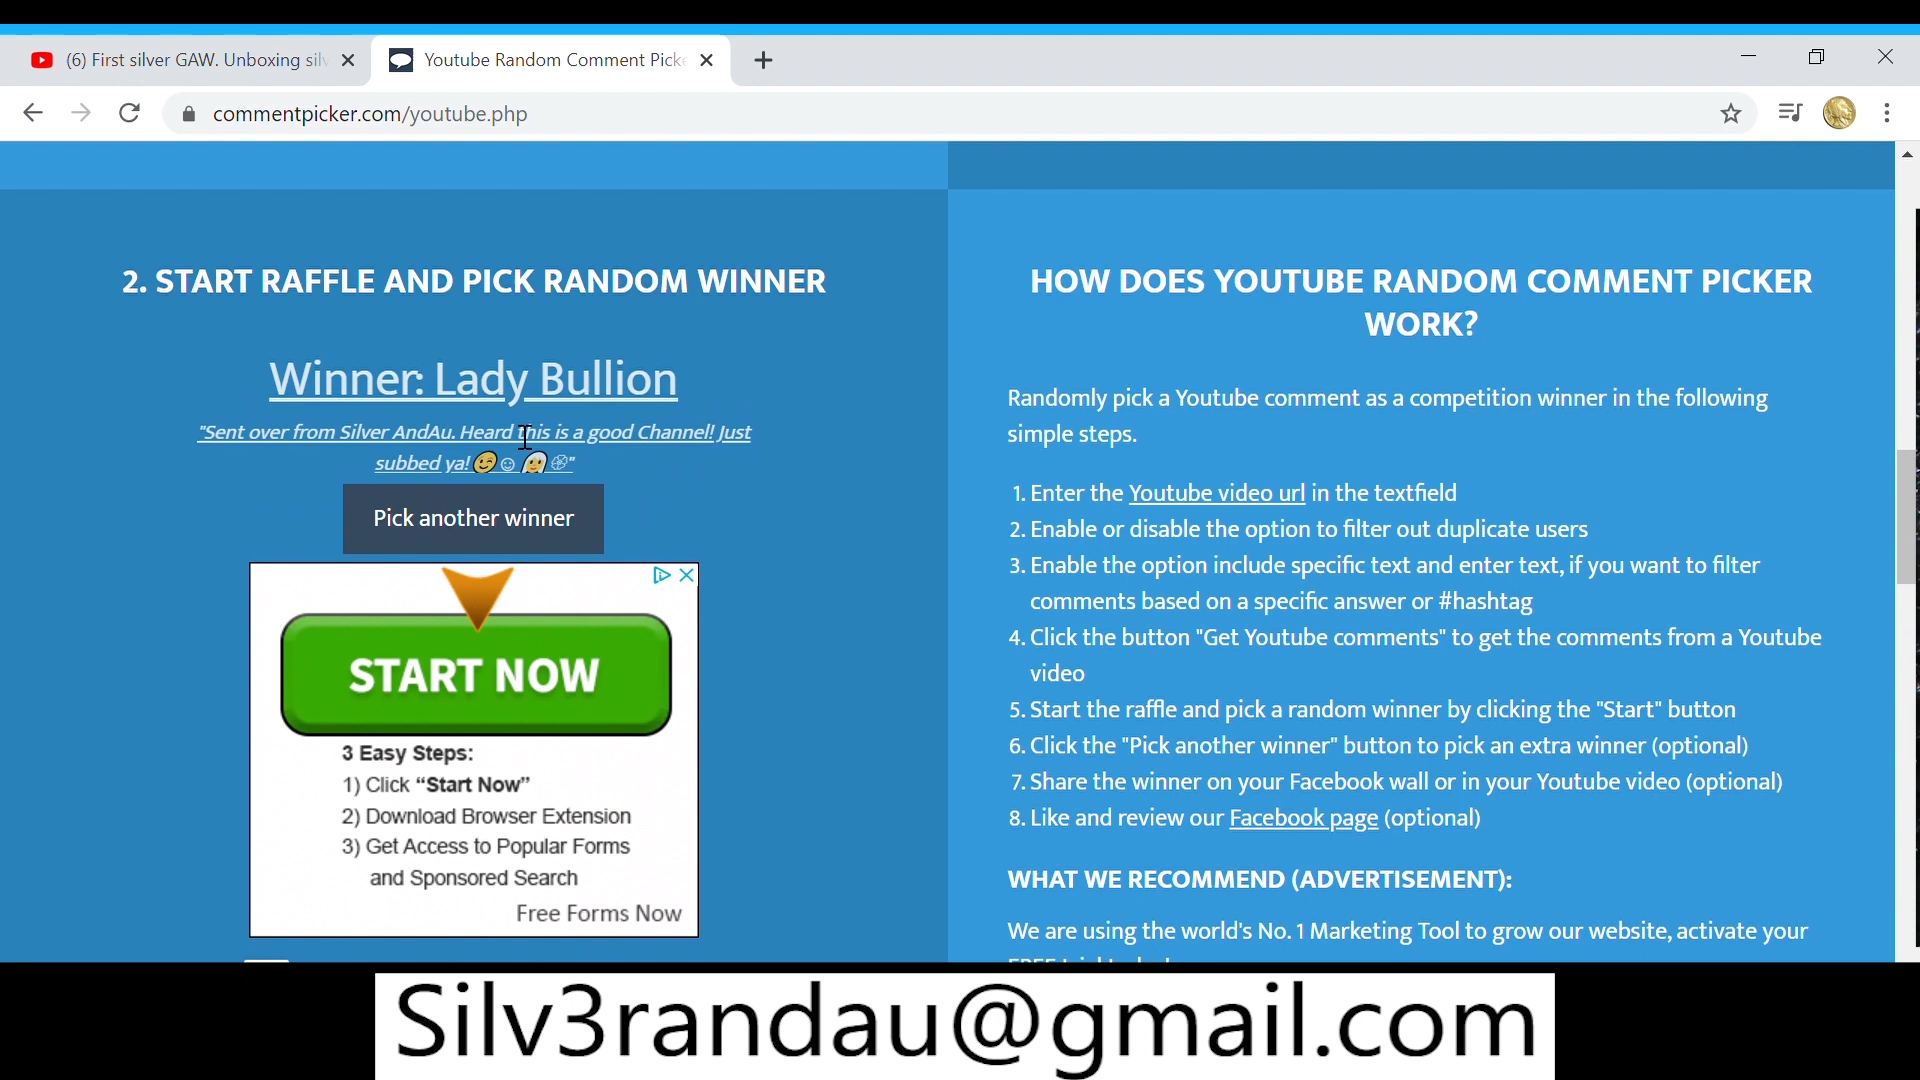 (6) First silver GAW. Unboxing silv
Youtube Random Comment Picke
commentpicker.com/youtube.php
2. START RAFFLE AND PICK RANDOM WINNER
Winner: Lady Bullion
"Sent over from Silver AndAu. Heard this is a good Channel! Just
subbed ya!😉☺👰🏵"
Pick another winner
START NOW
3 Easy Steps:
1) Click “Start Now”
2) Download Browser Extension
3) Get Access to Popular Forms
and Sponsored Search
Free Forms Now
HOW DOES YOUTUBE RANDOM COMMENT PICKER
WORK?
Randomly pick a Youtube comment as a competition winner in the following
simple steps.
1. Enter the Youtube video url in the textfield
2. Enable or disable the option to filter out duplicate users
3. Enable the option include specific text and enter text, if you want to filter
comments based on a specific answer or #hashtag
4. Click the button "Get Youtube comments" to get the comments from a Youtube
video
5. Start the raffle and pick a random winner by clicking the "Start" button
6. Click the "Pick another winner" button to pick an extra winner (optional)
7. Share the winner on your Facebook wall or in your Youtube video (optional)
8. Like and review our Facebook page (optional)
WHAT WE RECOMMEND (ADVERTISEMENT):
We are using the world's No. 1 Marketing Tool to grow our website, activate your
Silv3randau@gmail.com